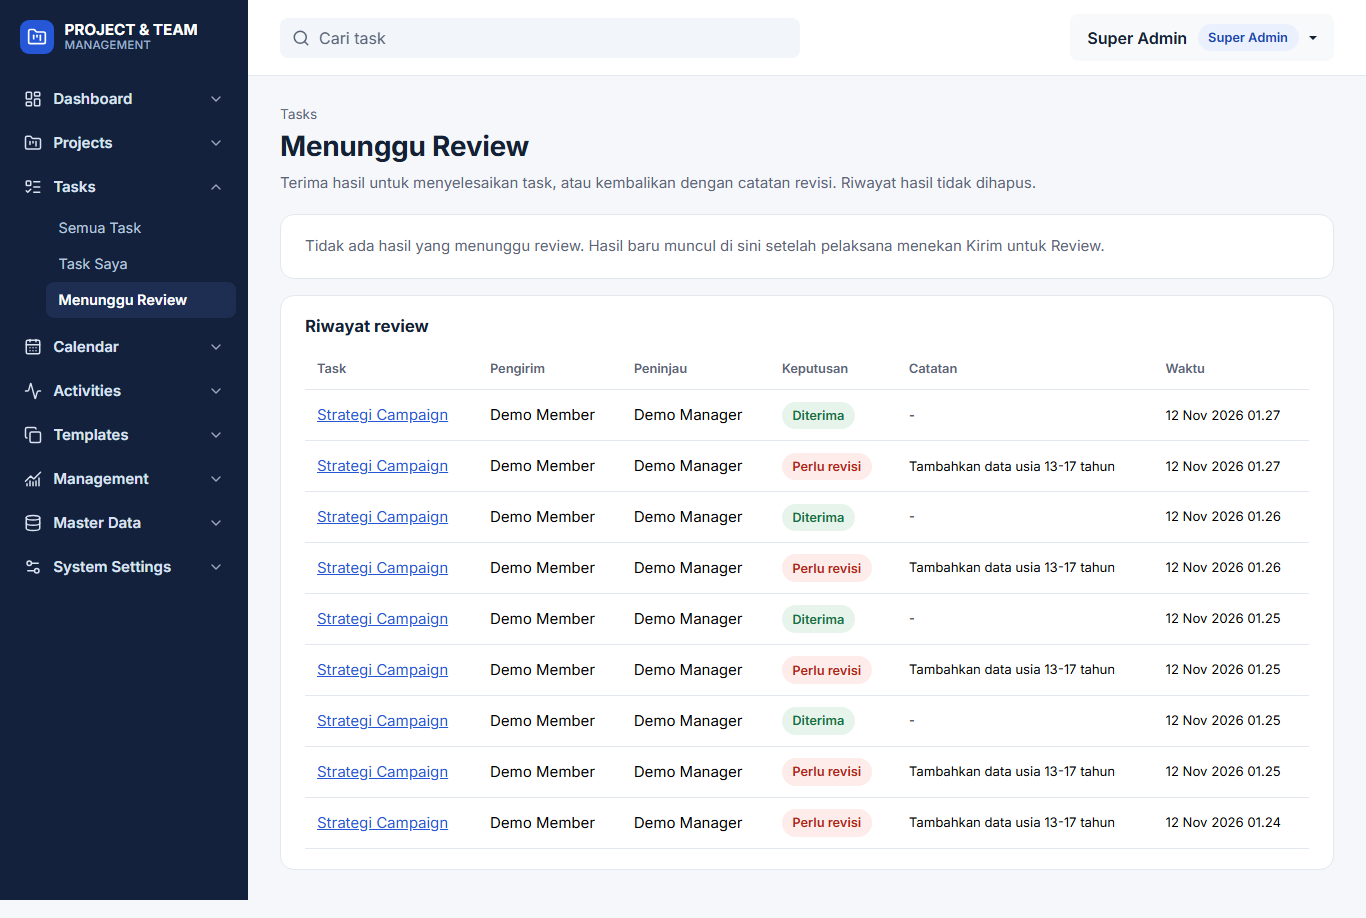 PROJECT & TEAM
MANAGEMENT
Cari task
Super Admin Super Admin
Dashboard
Projects
Tasks
Semua Task
Task Saya
Menunggu Review
Calendar
Activities
Templates
Management
Master Data
System Settings
Tasks
Menunggu Review
Terima hasil untuk menyelesaikan task, atau kembalikan dengan catatan revisi. Riwayat hasil tidak dihapus.
Tidak ada hasil yang menunggu review. Hasil baru muncul di sini setelah pelaksana menekan Kirim untuk Review.
Riwayat review
Task Pengirim Peninjau Keputusan Catatan Waktu
Strategi Campaign Demo Member Demo Manager Diterima - 12 Nov 2026 01.27
Strategi Campaign Demo Member Demo Manager Perlu revisi Tambahkan data usia 13-17 tahun 12 Nov 2026 01.27
Strategi Campaign Demo Member Demo Manager Diterima - 12 Nov 2026 01.26
Strategi Campaign Demo Member Demo Manager Perlu revisi Tambahkan data usia 13-17 tahun 12 Nov 2026 01.26
Strategi Campaign Demo Member Demo Manager Diterima - 12 Nov 2026 01.25
Strategi Campaign Demo Member Demo Manager Perlu revisi Tambahkan data usia 13-17 tahun 12 Nov 2026 01.25
Strategi Campaign Demo Member Demo Manager Diterima - 12 Nov 2026 01.25
Strategi Campaign Demo Member Demo Manager Perlu revisi Tambahkan data usia 13-17 tahun 12 Nov 2026 01.25
Strategi Campaign Demo Member Demo Manager Perlu revisi Tambahkan data usia 13-17 tahun 12 Nov 2026 01.24